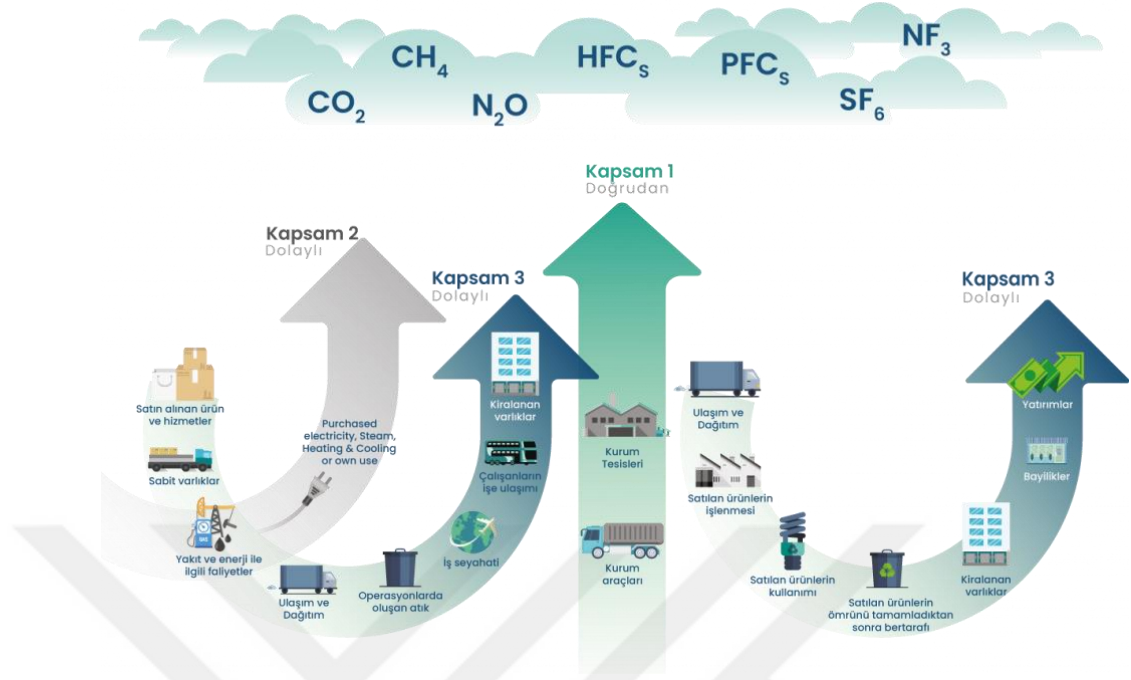 CH4
HFCS
PFCS
NF3
CO2
N2O
SF6
Kapsam 1
Doğrudan
Kapsam 2
Dolaylı
Kapsam 3
Dolaylı
Kapsam 3
Dolaylı
Satın alınan ürün
ve hizmetler
Sabit varlıklar
Yakıt ve enerji ile
ilgili faliyetler
Purchased
electricity, Steam,
Heating & Cooling
or own use
Ulaşım ve
Dağıtım
Operasyonlarda
oluşan atık
İş seyahati
Çalışanların
işe ulaşımı
Kiralanan
varlıklar
Kurum
Tesisleri
Kurum
araçları
Ulaşım ve
Dağıtım
Satılan ürünlerin
işlenmesi
Satılan ürünlerin
kullanımı
Satılan ürünlerin
ömrünü tamamladıktan
sonra bertarafı
Kiralanan
varlıklar
Bayilikler
Yatırımlar